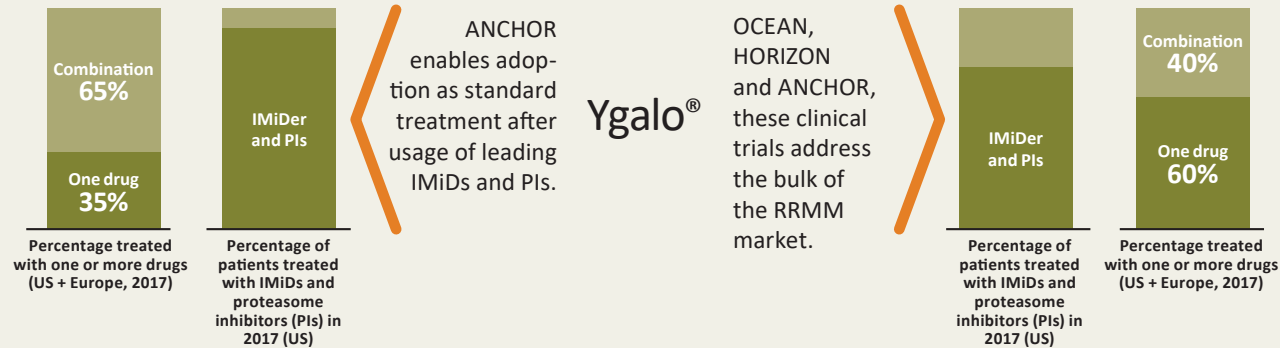 Combination
65%
One drug
35%
Percentage treated
with one or more drugs
(US + Europe, 2017)
IMiDer
and PIs
Percentage of
patients treated
with IMiDs and
proteasome
inhibitors (PIs) in
2017 (US)
ANCHOR
enables adop-
tion as standard
treatment after
usage of leading
IMiDs and PIs.
Ygalo®
OCEAN,
HORIZON
and ANCHOR,
these clinical
trials address
the bulk of
the RRMM
market.
IMiDer
and PIs
Percentage of
patients treated
with IMiDs and
proteasome
inhibitors (PIs) in
2017 (US)
Combination
40%
One drug
60%
Percentage treated
with one or more drugs
(US + Europe, 2017)